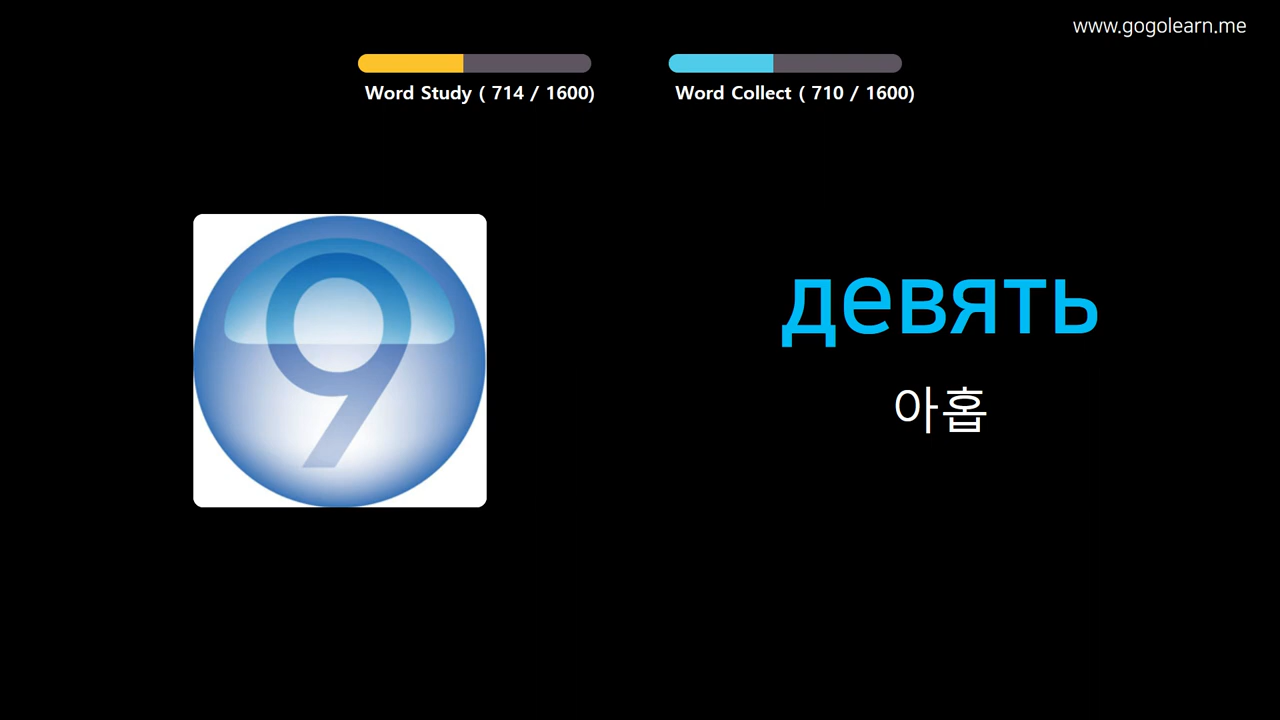 www.gogolearn.me
Word Study ( 714 / 1600)
Word Collect ( 710 / 1600)
9
девять
아홉